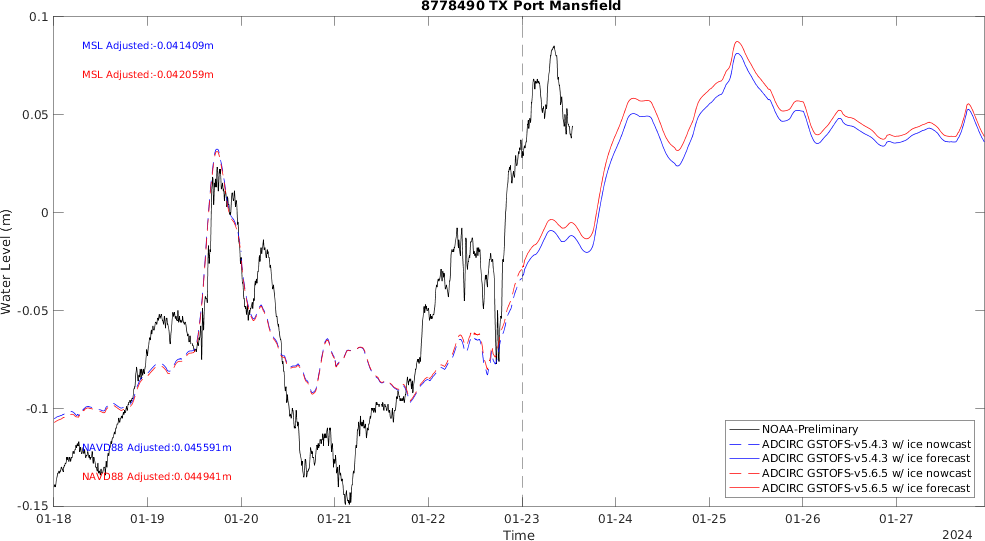 8778490 TX Port Mansfield
0.1
MSL Adjusted:-0.041409m
MSL Adjusted:-0.042059m
0.05
0
Water Level (m)
-0.05
-0.1
NOAA-Preliminary
ADCIRC GSTOFS-v5.4.3 w/ ice nowcast
ADCIRC GSTOFS-v5.4.3 w/ ice forecast
ADCIRC GSTOFS-v5.6.5 w/ ice nowcast
ADCIRC GSTOFS-v5.6.5 w/ ice forecast
NAVD88 Adjusted:0.045591m
NAVD88 Adjusted:0.044941m
-0.15
01-18 01-19 01-20 01-21 01-22 01-23 01-24 01-25 01-26 01-27
Time
2024